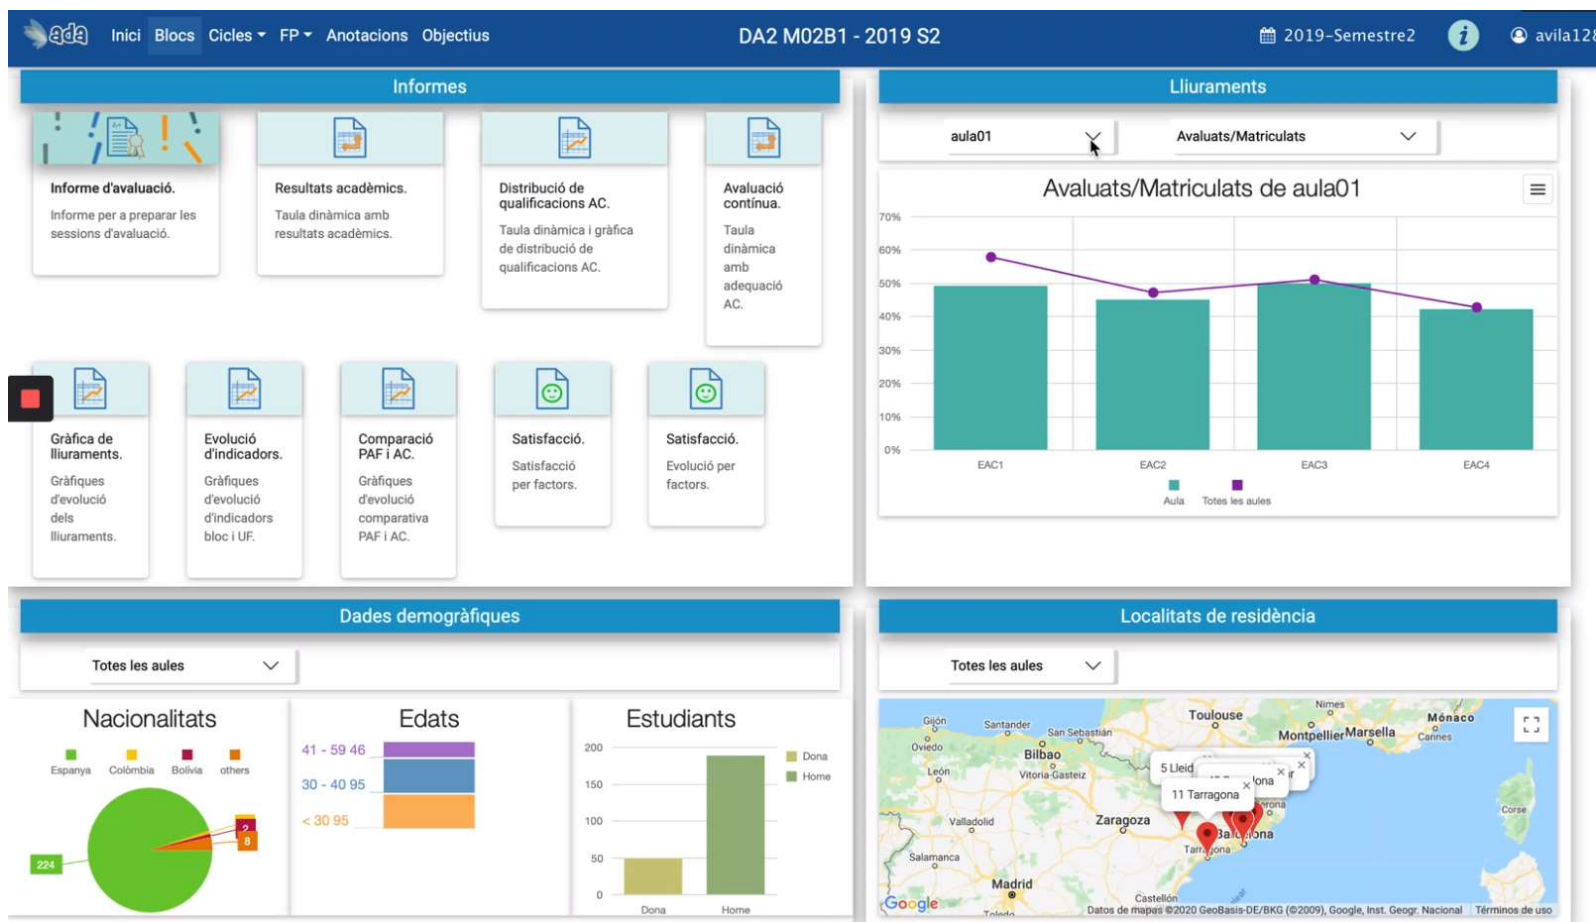 ada Inici Blocs Cicles FP Anotacions Objectius DA2 M02B1 - 2019 S2 2019-Semestre2 i avila128
Informes
Informe d'avaluació.
Informe per a preparar les
sessions d'avaluació.
Resultats acadèmics.
Taula dinàmica amb
resultats acadèmics.
Distribució de
qualificacions AC.
Taula dinàmica i gràfica
de distribució de
qualificacions AC.
Avaluació
contínua.
Taula
dinàmica
amb
adequació
AC.
Gràfica de
lliuraments.
Gràfiques
d'evolució
dels
lliuraments.
Evolució
d'indicadors.
Gràfiques
d'evolució
d'indicadors
bloc i UF.
Comparació
PAF i AC.
Gràfiques
d'evolució
comparativa
PAF i AC.
Satisfacció.
Satisfacció
per factors.
Satisfacció.
Evolució per
factors.
Lliuraments
aula01 Avaluats/Matriculats
Avaluats/Matriculats de aula01
70%
60%
50%
40%
30%
20%
10%
0%
EAC1 EAC2 EAC3 EAC4
Aula Totes les aules
Dades demogràfiques
Totes les aules
Nacionalitats
Espanya Colòmbia Bolívia others
2
8
224
Edats
41 - 59 46
30 - 40 95
< 30 95
Estudiants
200
150
100
50
0
Dona
Home
Dona Home
Localitats de residència
Totes les aules
Gijón
Santander
San Sebastián
Toulouse
Nimes
Mónaco
Oviedo
Bilbao
Montpellier
Marsella
Cannes
León
Vitoria-Gasteiz
5 Lleid
11 Tarragona
Corse
Valladolid
Zaragoza
Salamanca
Madrid
Castellón
Toledo
Google
Datos de mapas ©2020 GeoBasis-DE/BKG (©2009), Google, Inst. Geogr. Nacional Términos de uso